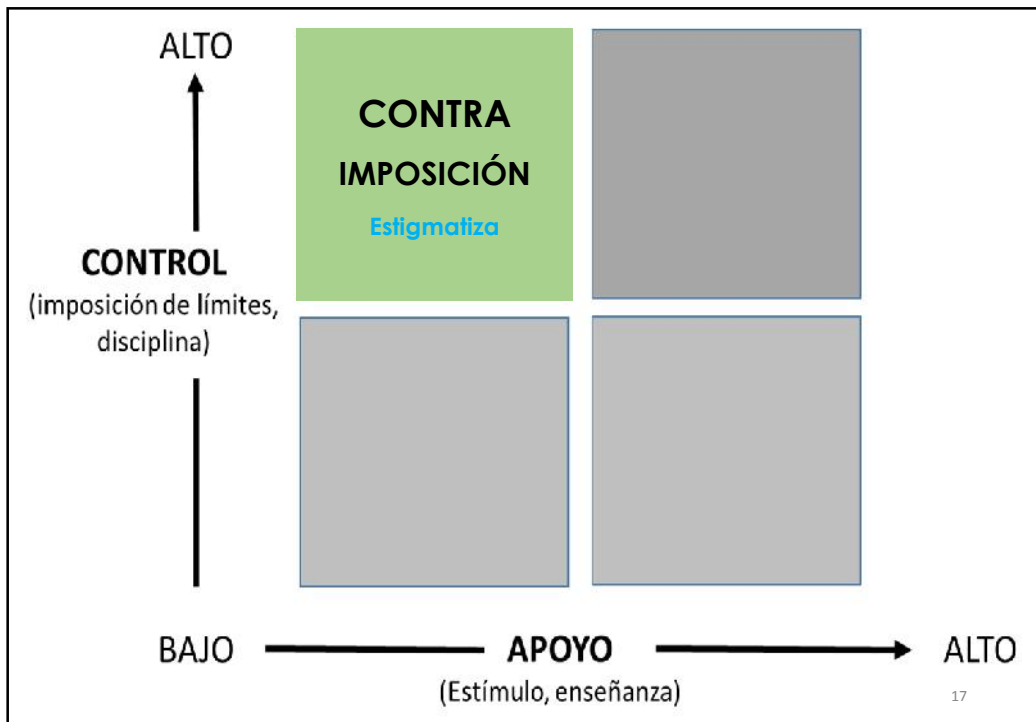 ALTO
CONTRA
IMPOSICIÓN
Estigmatiza
CONTROL
(imposición de límites,
disciplina)
BAJO
APOYO
ALTO
(Estímulo, enseñanza)
17